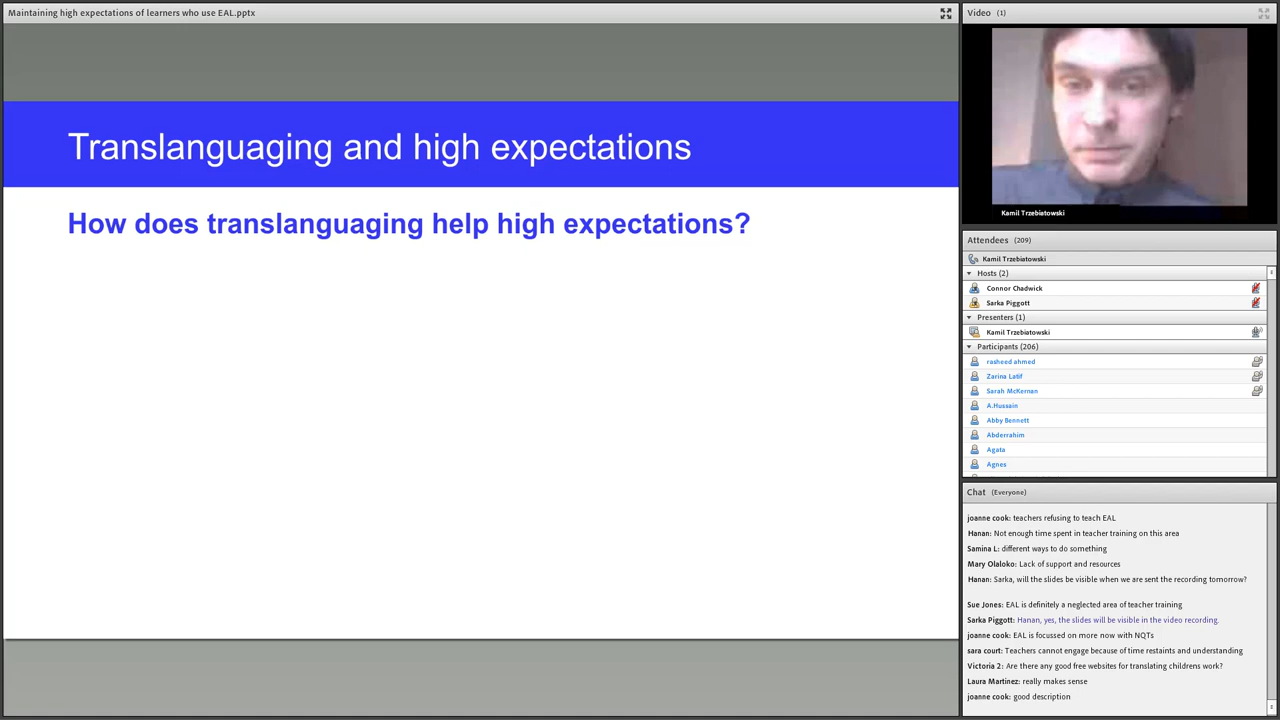 Maintaining high expectations of learners who use EAL.pptx
Translanguaging and high expectations
How does translanguaging help high expectations?
Video (1)
Kamil Trzebiatowski
Attendees (209)
Kamil Trzebiatowski
Hosts (2)
Connor Chadwick
Sarka Piggott
Presenters (1)
Kamil Trzebiatowski
Participants (206)
rasheed ahmed
Zarina Latif
Sarah McKernan
A.Hussain
Abby Bennett
Abderrahim
Agata
Agnes
Chat (Everyone)
joanne cook: teachers refusing to teach EAL
Hanan: Not enough time spent in teacher training on this area
Samina L: different ways to do something
Mary Olaloko: Lack of support and resources
Hanan: Sarka, will the slides be visible when we are sent the recording tomorrow?
Sue Jones: EAL is definitely a neglected area of teacher training
Sarka Piggott: Hanan, yes, the slides will be visible in the video recording.
joanne cook: EAL is focussed on more now with NQTs
sara court: Teachers cannot engage because of time restaints and understanding
Victoria 2: Are there any good free websites for translating childrens work?
Laura Martinez: really makes sense
joanne cook: good description